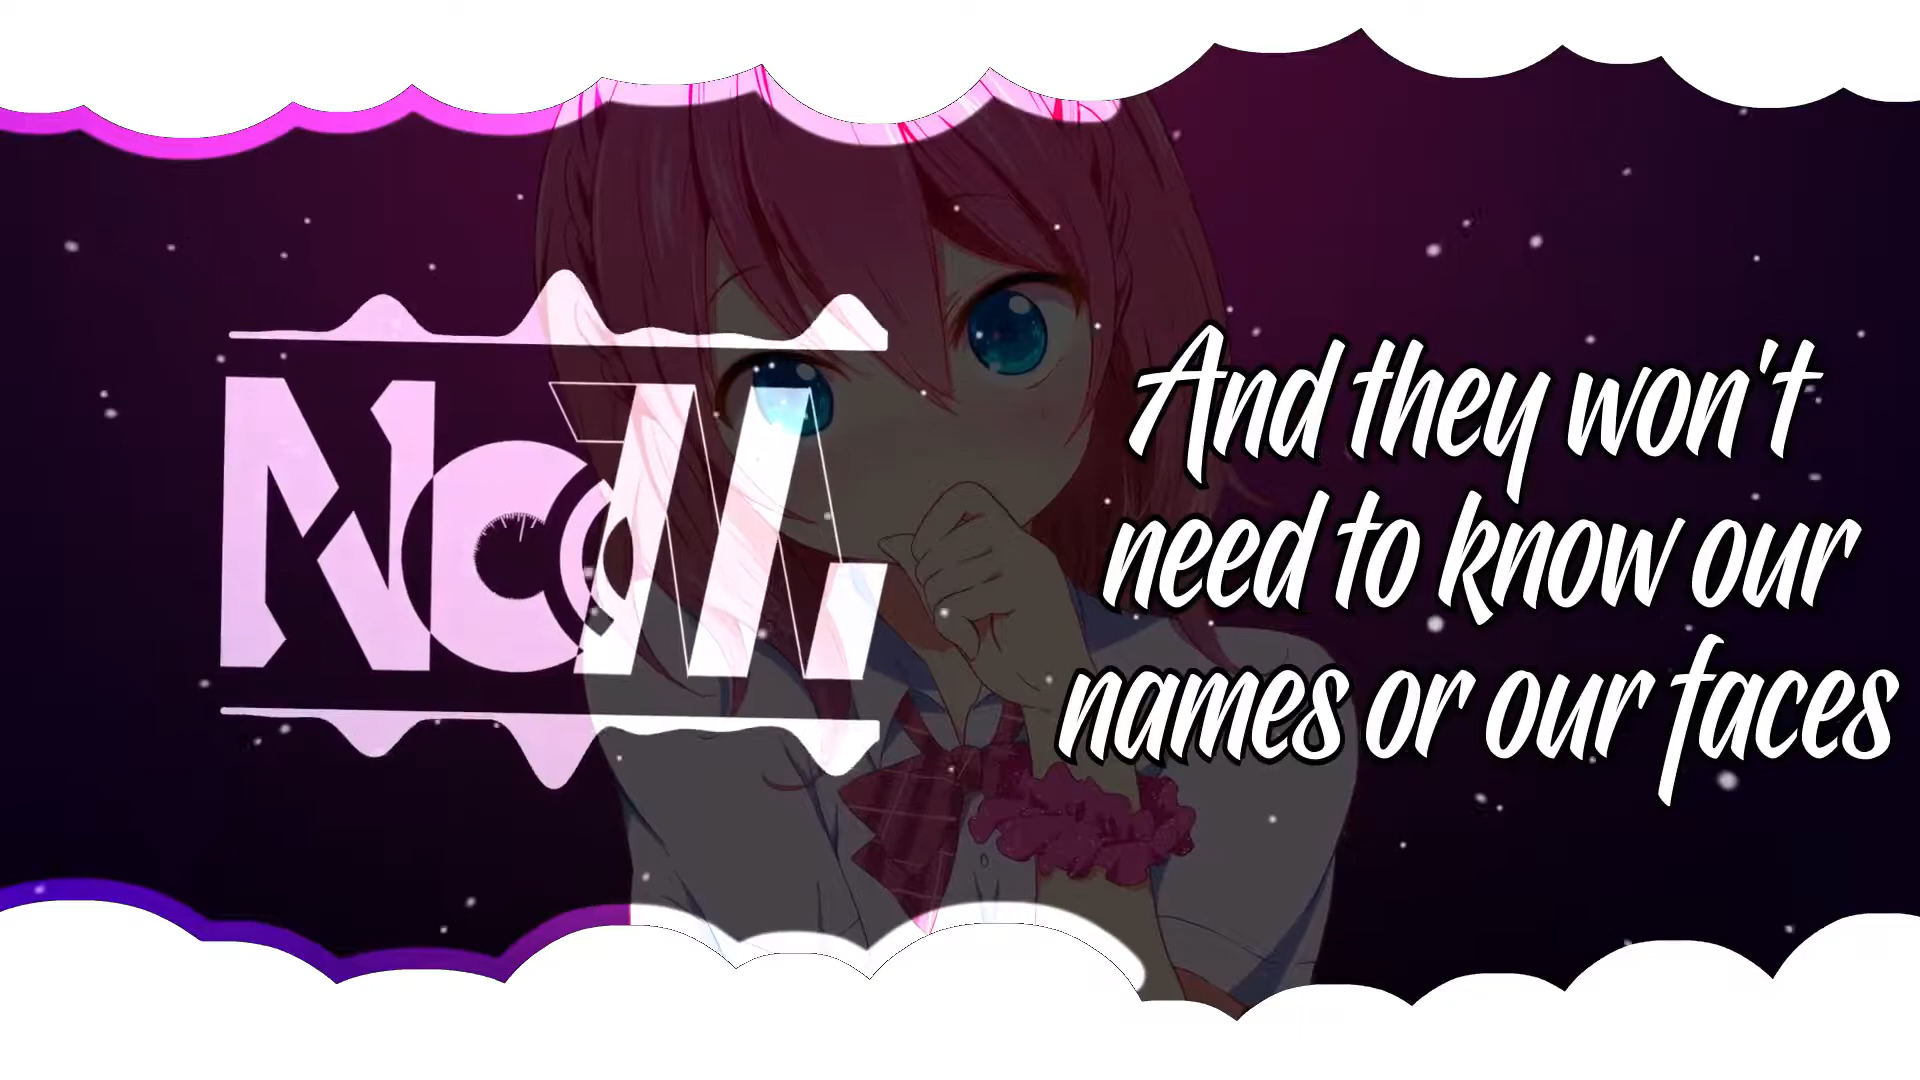 And they won't
need to know our
names or our faces